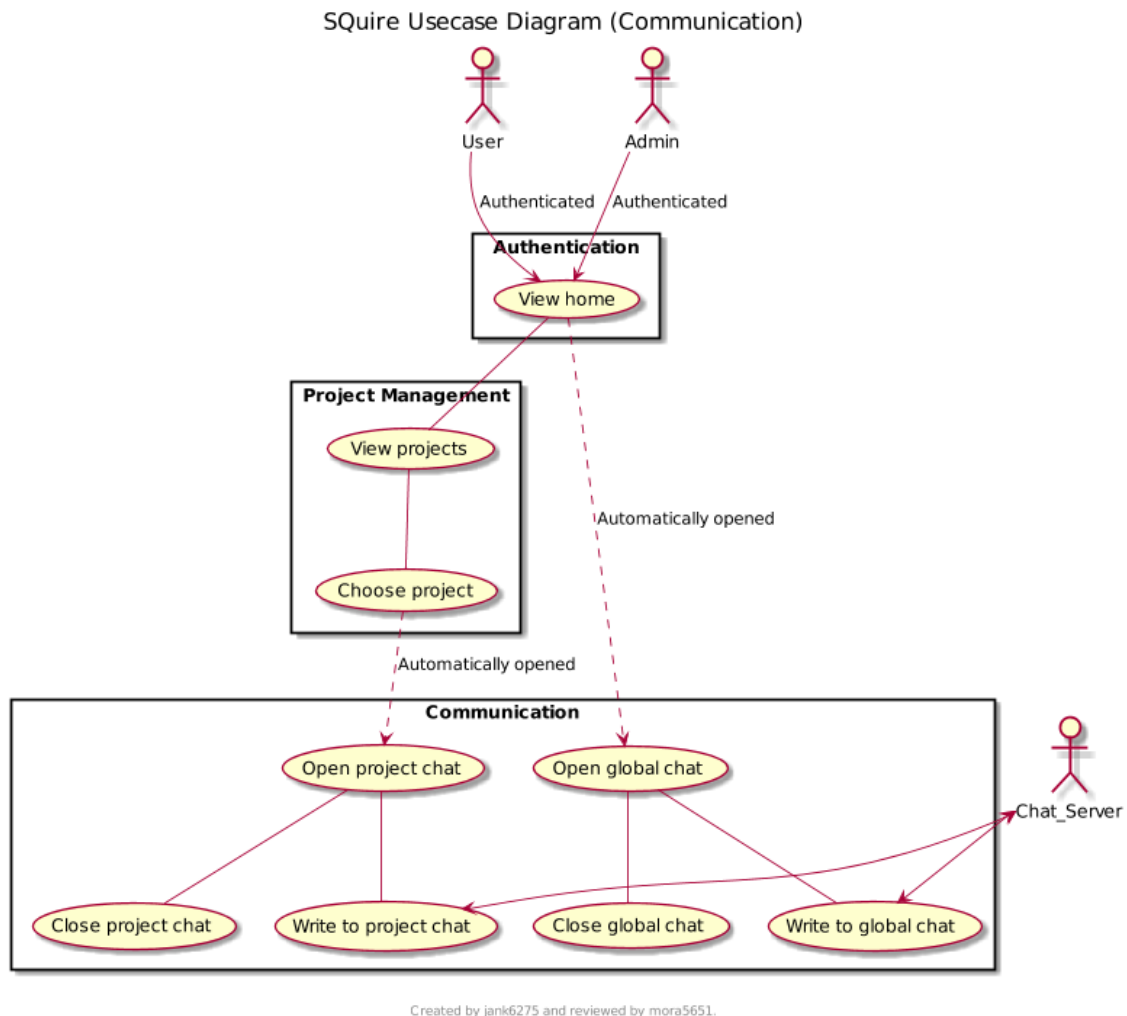 SQuire Usecase Diagram (Communication)
User
Admin
Authenticated
Authenticated
Authentication
View home
Project Management
View projects
Automatically opened
Choose project
Automatically opened
Communication
Open project chat
Open global chat
Chat_Server
Close project chat
Write to project chat
Close global chat
Write to global chat
Created by jank6275 and reviewed by mora5651.